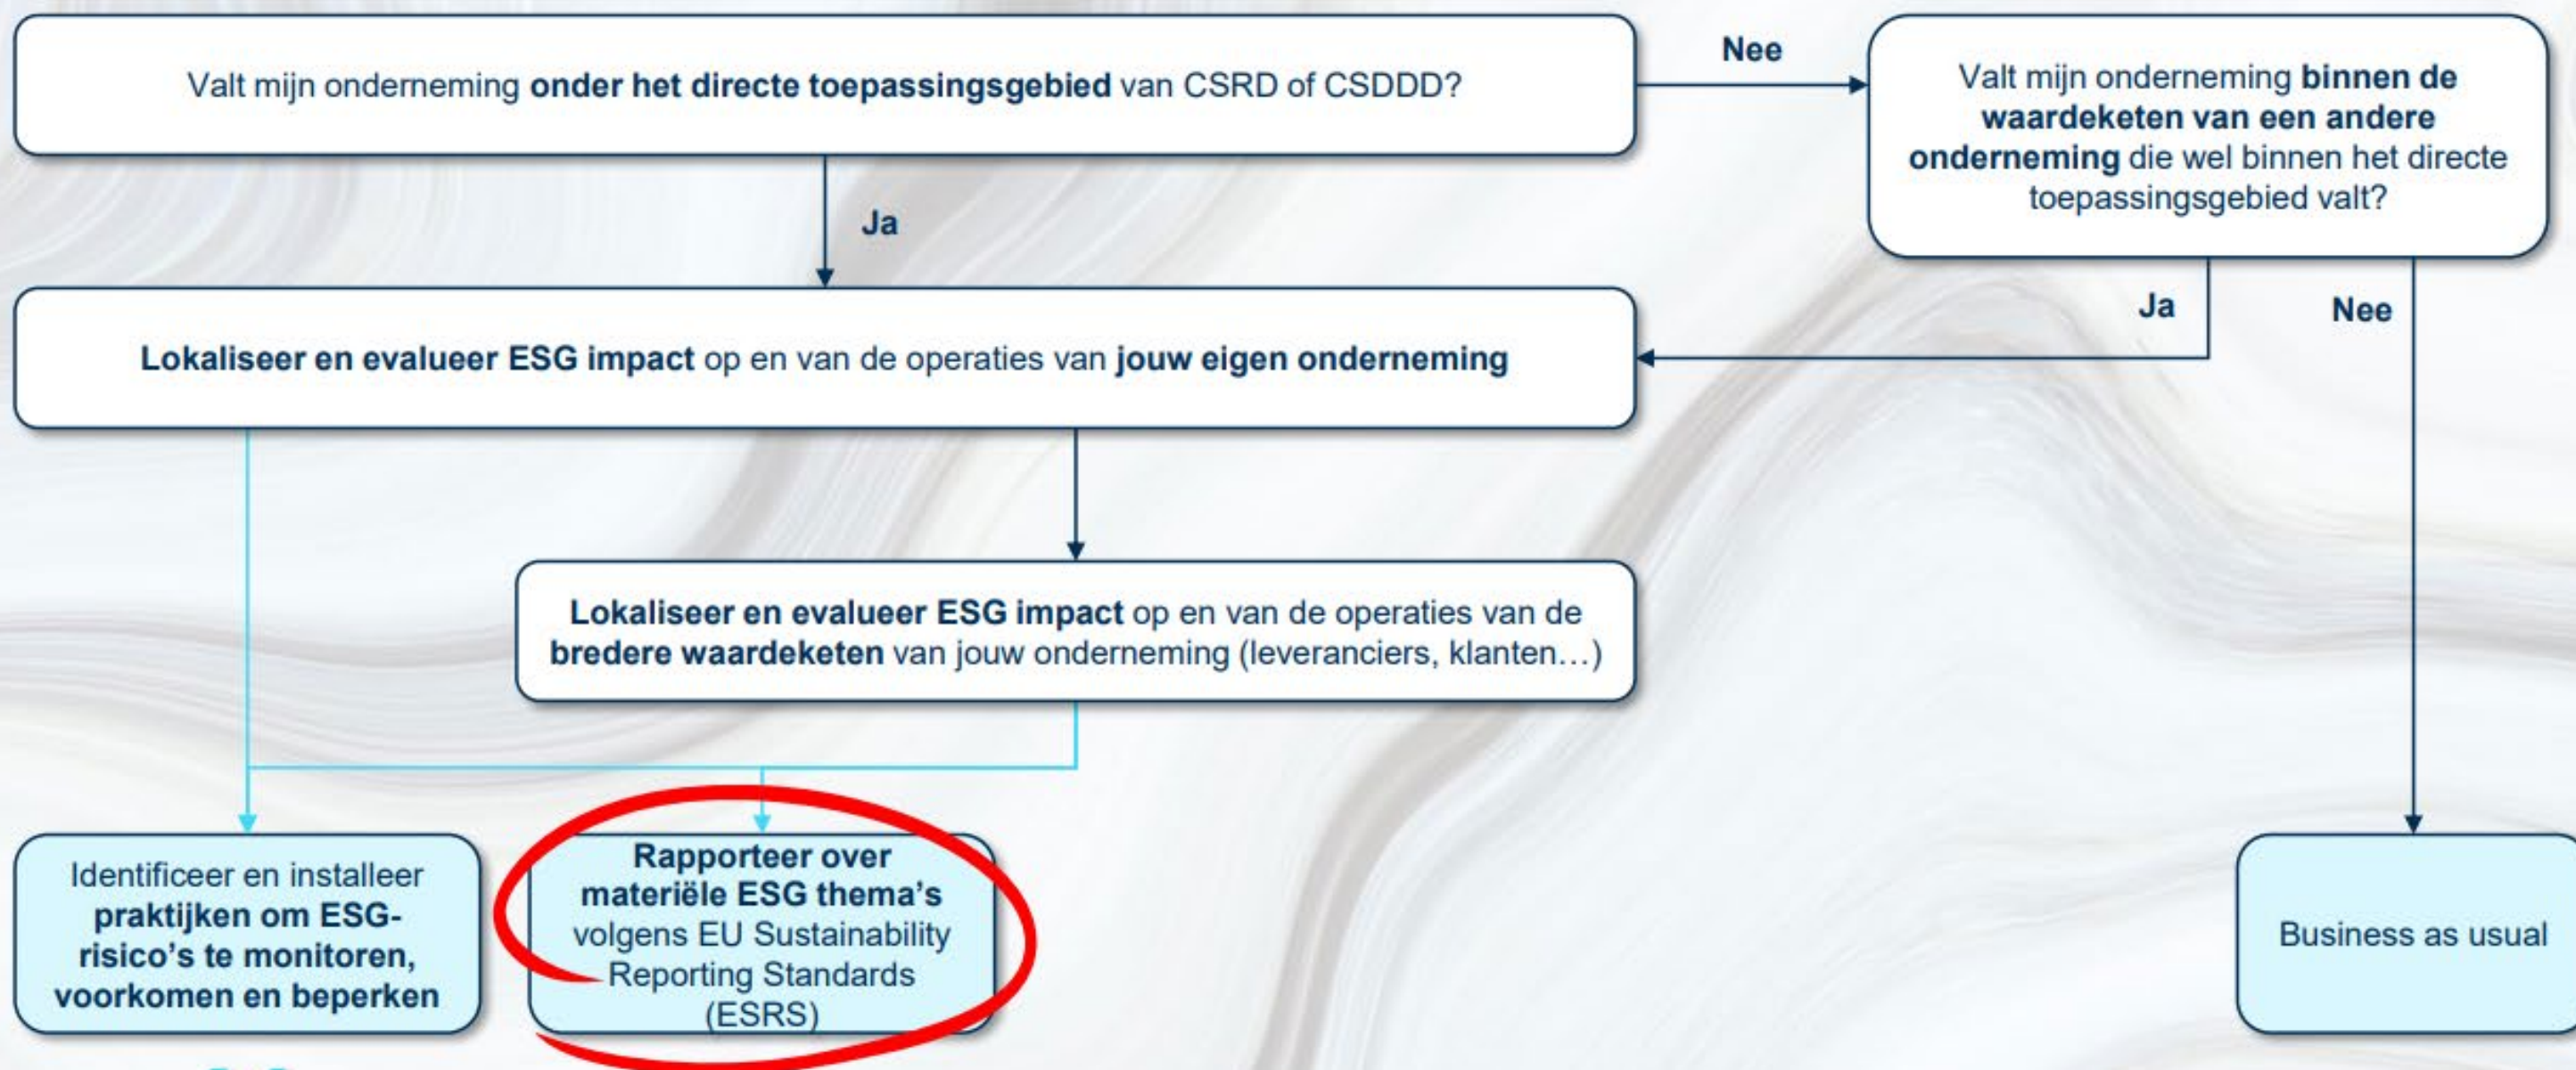 Valt mijn onderneming onder het directe toepassingsgebied van CSRD of CSDDD?
Nee
Valt mijn onderneming binnen de
waardeketen van een andere
onderneming die wel binnen het directe
toepassingsgebied valt?
Ja
Ja
Nee
Lokaliseer en evalueer ESG impact op en van de operaties van jouw eigen onderneming
Lokaliseer en evalueer ESG impact op en van de operaties van de
bredere waardeketen van jouw onderneming (leveranciers, klanten…)
Identificeer en installeer
praktijken om ESG-
risico’s te monitoren,
voorkomen en beperken
Rapporteer over
materiële ESG thema’s
volgens EU Sustainability
Reporting Standards
(ESRS)
Business as usual